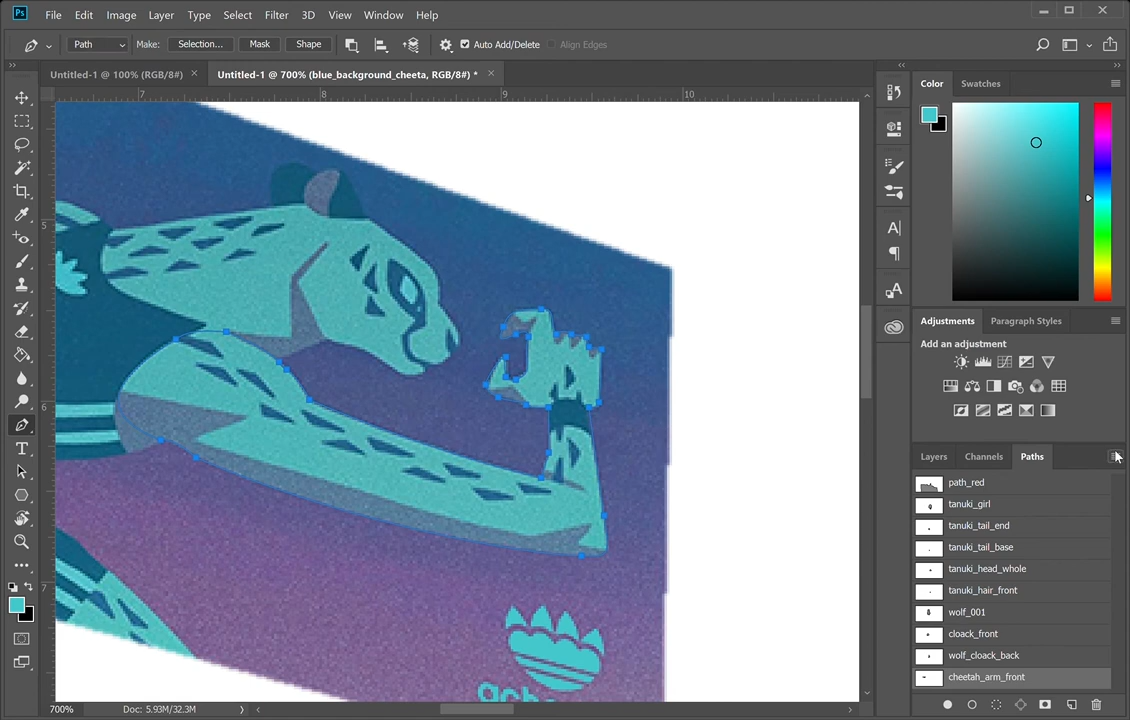 Ps File Edit Image Layer Type Select Filter 3D View Window Help
Path Make: Selection... Mask Shape Auto Add/Delete Align Edges
Untitled-1 @ 100% (RGB/8#) × Untitled-1 @ 700% (blue_background_cheeta, RGB/8#) * ×
7 8 9 10
5
6
7
Color Swatches
Adjustments Paragraph Styles
Add an adjustment
Layers Channels Paths
path_red
tanuki_girl
tanuki_tail_end
tanuki_tail_base
tanuki_head_whole
tanuki_hair_front
wolf_001
cloack_front
wolf_cloack_back
cheetah_arm_front
700% Doc: 5.93M/32.3M